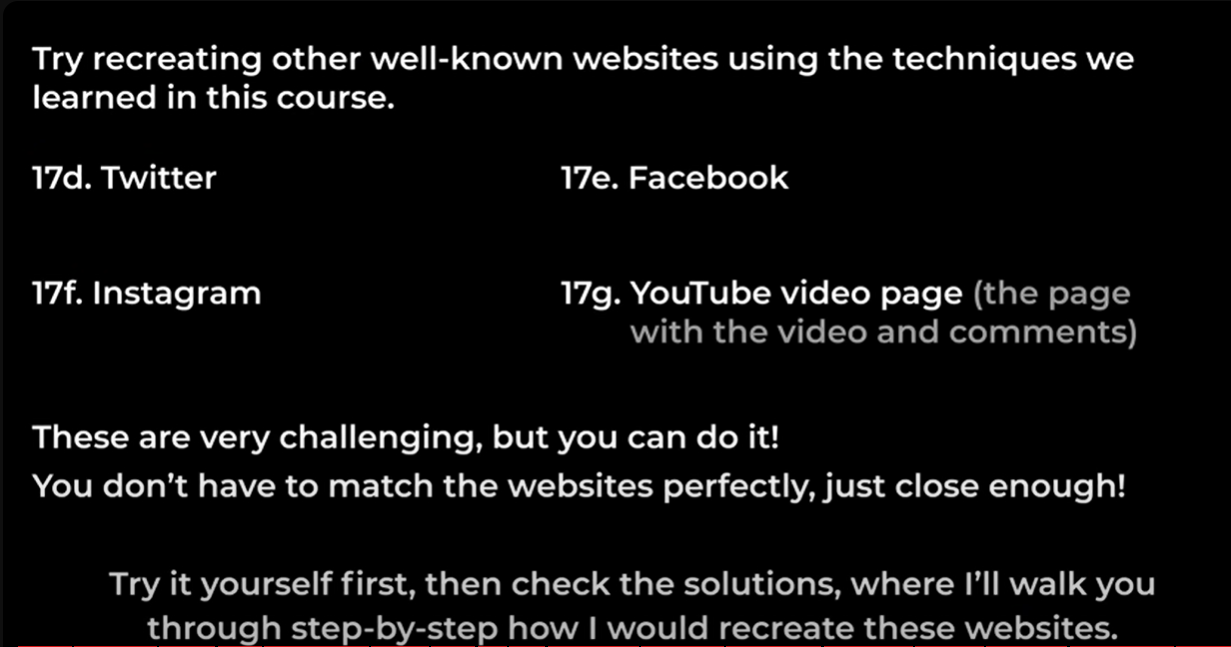 Try recreating other well-known websites using the techniques we
learned in this course.
17d. Twitter
17e. Facebook
17f. Instagram
17g. YouTube video page (the page
with the video and comments)
These are very challenging, but you can do it!
You don’t have to match the websites perfectly, just close enough!
Try it yourself first, then check the solutions, where I’ll walk you
through step-by-step how I would recreate these websites.